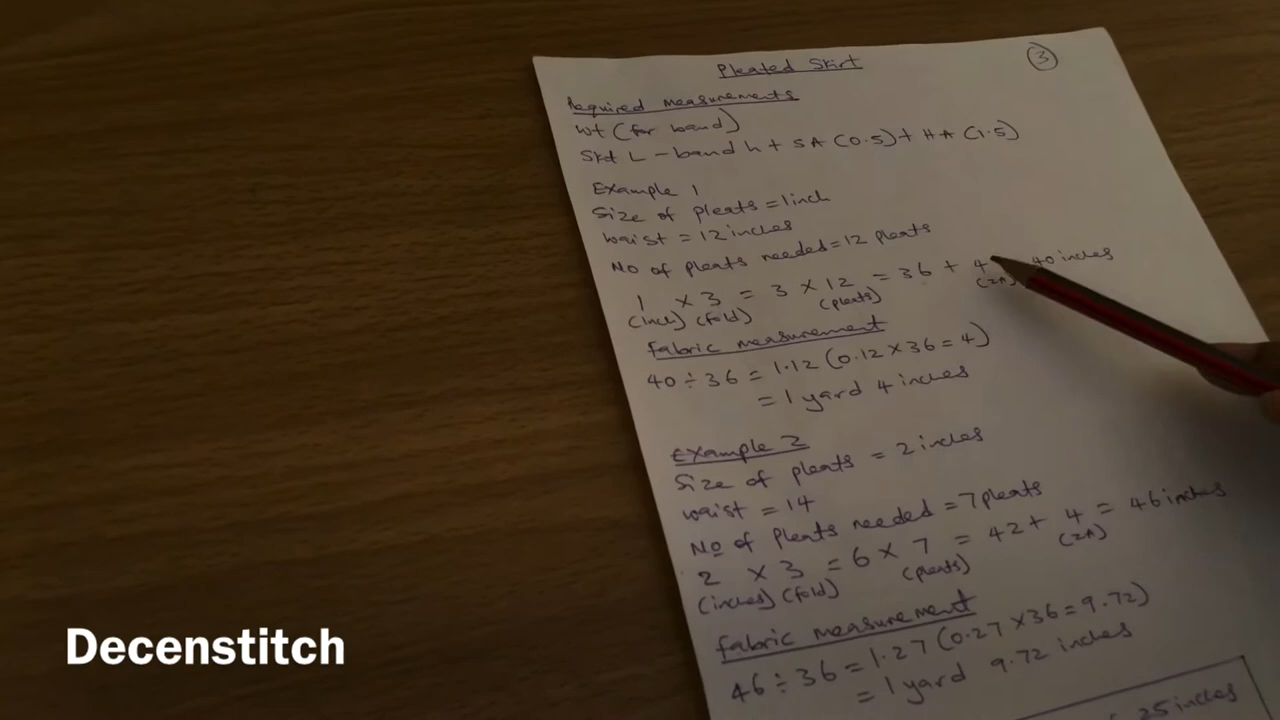 Pleated Skirt
3
Required measurements
Wt (for band)
Skt L - band h + SA (0.5) + HA (1.5)
Example 1
Size of pleats = 1 inch
Waist = 12 inches
No of pleats needed = 12 pleats
1 × 3 = 3 × 12 = 36 + 4 40 inches
(inch) (fold) (pleats) (ZA)
Fabric measurement
40 ÷ 36 = 1.12 (0.12 × 36 = 4)
= 1 yard 4 inches
Example 2
Size of pleats = 2 inches
Waist = 14
No of pleats needed = 7 pleats
2 × 3 = 6 × 7 = 42 + 4 = 46 inches
(inches) (fold) (pleats) (ZA)
Fabric measurement
46 ÷ 36 = 1.27 (0.27 × 36 = 9.72)
= 1 yard 9.72 inches
25 inches
Decenstitch